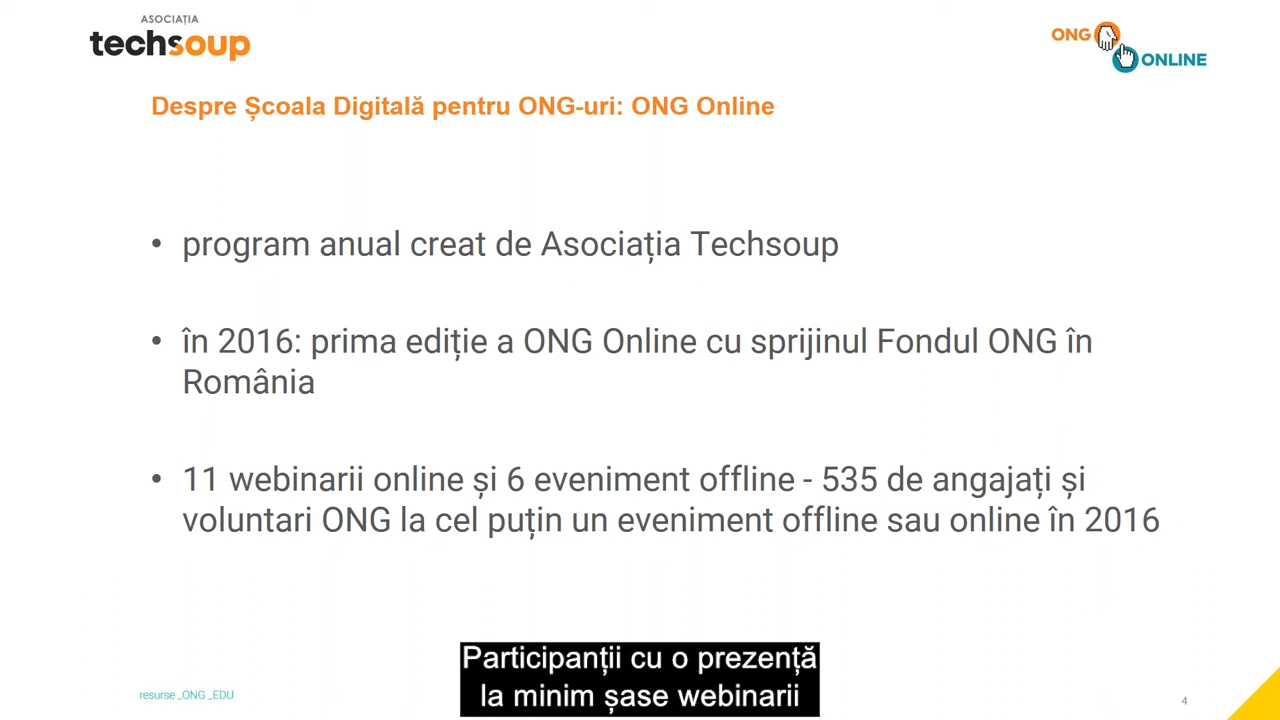 ASOCIAȚIA
techsoup
ONG
ONLINE
Despre Școala Digitală pentru ONG-uri: ONG Online
• program anual creat de Asociația Techsoup
• în 2016: prima ediție a ONG Online cu sprijinul Fondul ONG în
România
• 11 webinarii online și 6 eveniment offline - 535 de angajați și
voluntari ONG la cel puțin un eveniment offline sau online în 2016
Participanții cu o prezență
la minim șase webinarii
resurse_ONG_EDU
4